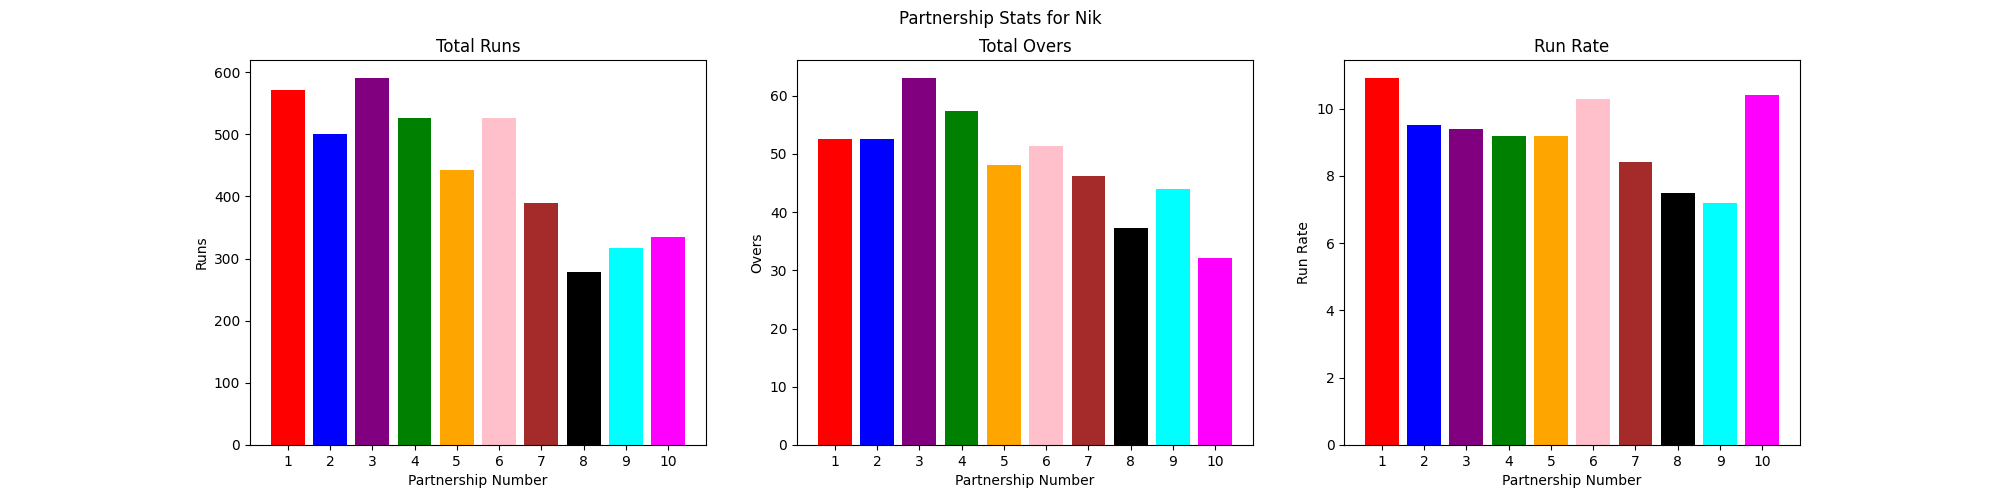 Partnership Stats for Nik
Total Runs
600
500
400
300
200
100
0
Runs
1 2 3 4 5 6 7 8 9 10
Partnership Number
Total Overs
60
50
40
30
20
10
0
Overs
1 2 3 4 5 6 7 8 9 10
Partnership Number
Run Rate
10
8
6
4
2
0
Run Rate
1 2 3 4 5 6 7 8 9 10
Partnership Number